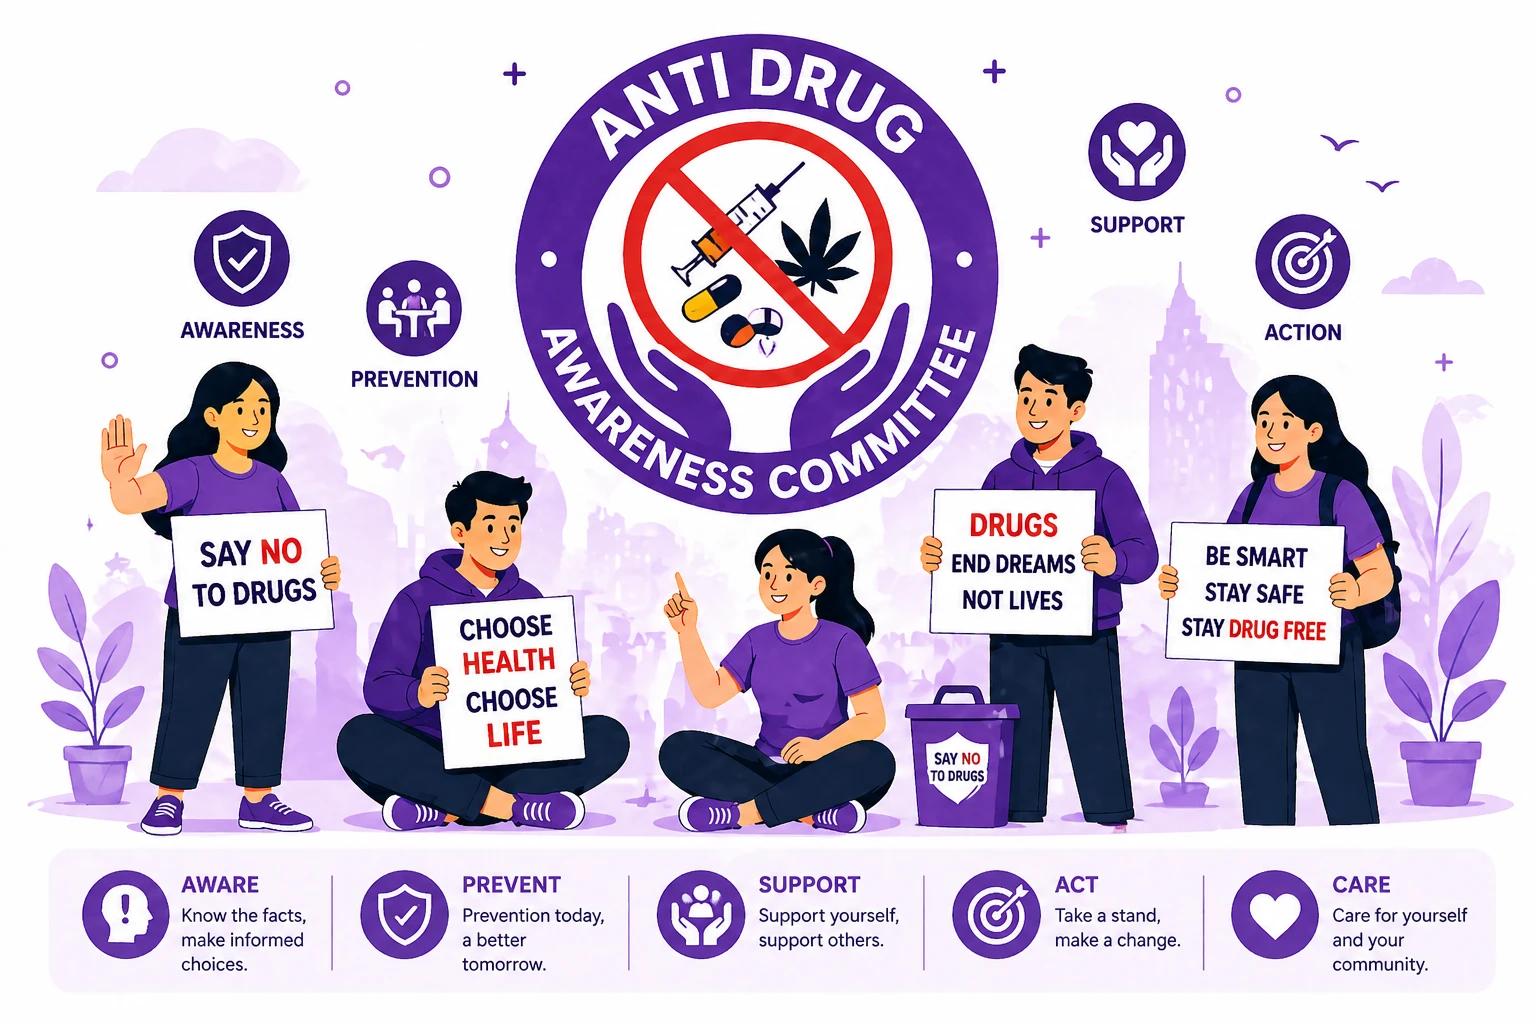 ANTI DRUG
AWARENESS COMMITTEE
AWARENESS
PREVENTION
SUPPORT
ACTION
SAY NO
TO DRUGS
CHOOSE
HEALTH
CHOOSE
LIFE
DRUGS
END DREAMS
NOT LIVES
BE SMART
STAY SAFE
STAY DRUG FREE
SAY NO
TO DRUGS
AWARE
Know the facts,
make informed
choices.
PREVENT
Prevention today,
a better
tomorrow.
SUPPORT
Support yourself,
support others.
ACT
Take a stand,
make a change.
CARE
Care for yourself
and your
community.